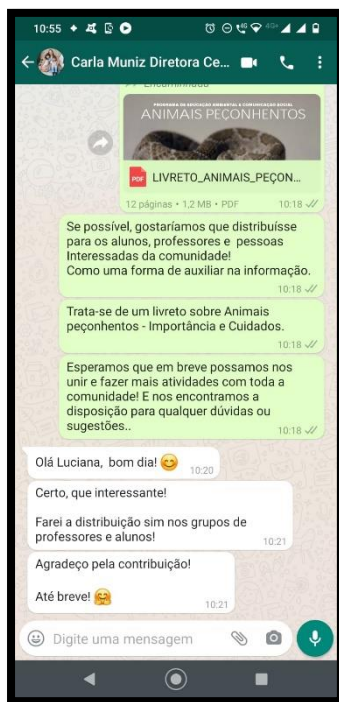 10:55
4G+
Carla Muniz Diretora Ce...
Encaminhada
PROGRAMA DE EDUCAÇÃO AMBIENTAL E COMUNICAÇÃO SOCIAL
ANIMAIS PEÇONHENTOS
PDF
LIVRETO_ANIMAIS_PEÇON...
12 páginas • 1,2 MB • PDF 10:18
Se possível, gostaríamos que distribuísse
para os alunos, professores e pessoas
Interessadas da comunidade!
Como uma forma de auxiliar na informação.
10:18
Trata-se de um livreto sobre Animais
peçonhentos - Importância e Cuidados.
10:18
Esperamos que em breve possamos nos
unir e fazer mais atividades com toda a
comunidade! E nos encontramos a
disposição para qualquer dúvidas ou
sugestões..
10:18
Olá Luciana, bom dia! 😊 10:20
Certo, que interessante!
Farei a distribuição sim nos grupos de
professores e alunos!
10:21
Agradeço pela contribuição!
Até breve! 🤗
10:21
Digite uma mensagem